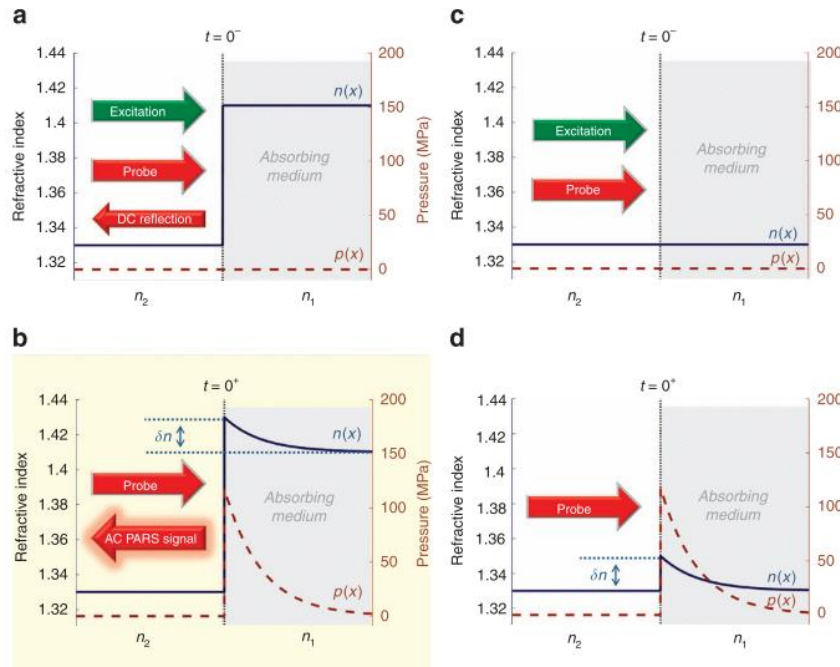 a
t = 0⁻
1.44
1.42
1.4
1.38
1.36
1.34
1.32
Refractive index
200
150
100
50
0
Pressure (MPa)
n(x)
Excitation
Probe
DC reflection
Absorbing
medium
p(x)
n₂
n₁
c
t = 0⁻
1.44
1.42
1.4
1.38
1.36
1.34
1.32
Refractive index
200
150
100
50
0
Pressure (MPa)
Excitation
Probe
Absorbing
medium
n(x)
p(x)
n₂
n₁
b
t = 0⁺
1.44
1.42
1.4
1.38
1.36
1.34
1.32
Refractive index
200
150
100
50
0
Pressure (MPa)
δn
n(x)
Probe
AC PARS signal
Absorbing
medium
p(x)
n₂
n₁
d
t = 0⁺
1.44
1.42
1.4
1.38
1.36
1.34
1.32
Refractive index
200
150
100
50
0
Pressure (MPa)
Absorbing
medium
Probe
δn
n(x)
p(x)
n₂
n₁